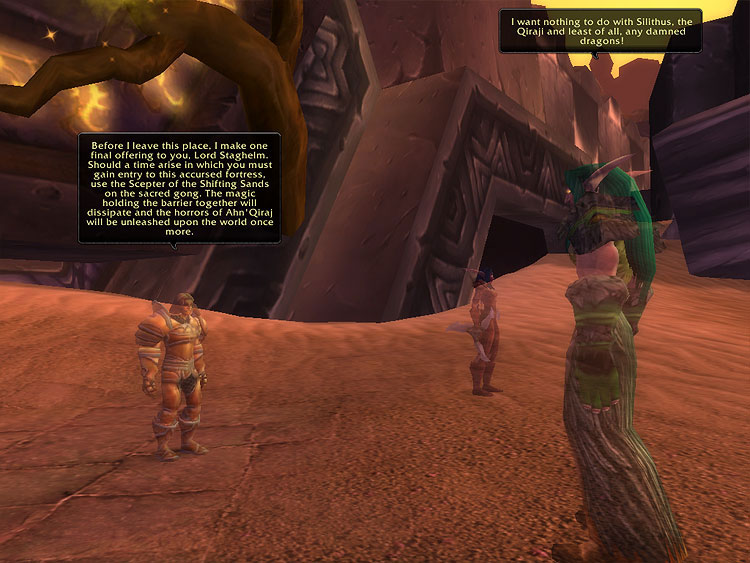 I want nothing to do with Silithus, the
Qiraji and least of all, any damned
dragons!
Before I leave this place, I make one
final offering to you, Lord Staghelm.
Should a time arise in which you must
gain entry to this accursed fortress,
use the Scepter of the Shifting Sands
on the sacred gong. The magic
holding the barrier together will
dissipate and the horrors of Ahn'Qiraj
will be unleashed upon the world once
more.